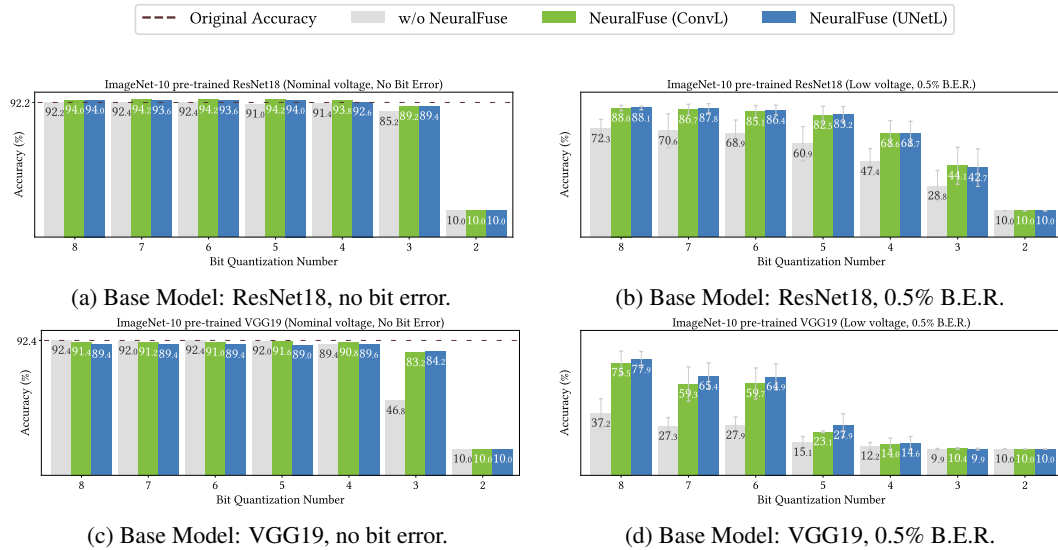 Original Accuracy w/o NeuralFuse NeuralFuse (ConvL) NeuralFuse (UNetL)
ImageNet-10 pre-trained ResNet18 (Nominal voltage, No Bit Error)
92.2
92.2 94.0 94.0 92.4 94.2 93.6 92.4 94.2 93.6 91.0 94.2 94.0 91.4 93.8 92.6 85.2 89.2 89.4 10.0 10.0 10.0
Accuracy (%)
8 7 6 5 4 3 2
Bit Quantization Number
(a) Base Model: ResNet18, no bit error.
ImageNet-10 pre-trained ResNet18 (Low voltage, 0.5% B.E.R.)
72.3 88.0 88.1 70.6 86.7 87.8 68.9 85.1 86.4 60.9 82.5 83.2 47.4 68.6 68.7 28.8 44.1 42.7 10.0 10.0 10.0
Accuracy (%)
8 7 6 5 4 3 2
Bit Quantization Number
(b) Base Model: ResNet18, 0.5% B.E.R.
ImageNet-10 pre-trained VGG19 (Nominal voltage, No Bit Error)
92.4
92.4 91.4 89.4 92.0 91.2 89.4 92.4 91.0 89.4 92.0 91.6 89.0 89.4 90.8 89.6 46.8 83.2 84.2 10.0 10.0 10.0
Accuracy (%)
8 7 6 5 4 3 2
Bit Quantization Number
(c) Base Model: VGG19, no bit error.
ImageNet-10 pre-trained VGG19 (Low voltage, 0.5% B.E.R.)
37.2 75.5 77.9 27.3 59.3 65.4 27.9 59.7 64.9 15.1 23.1 27.9 12.2 14.0 14.6 9.9 10.4 9.9 10.0 10.0 10.0
Accuracy (%)
8 7 6 5 4 3 2
Bit Quantization Number
(d) Base Model: VGG19, 0.5% B.E.R.